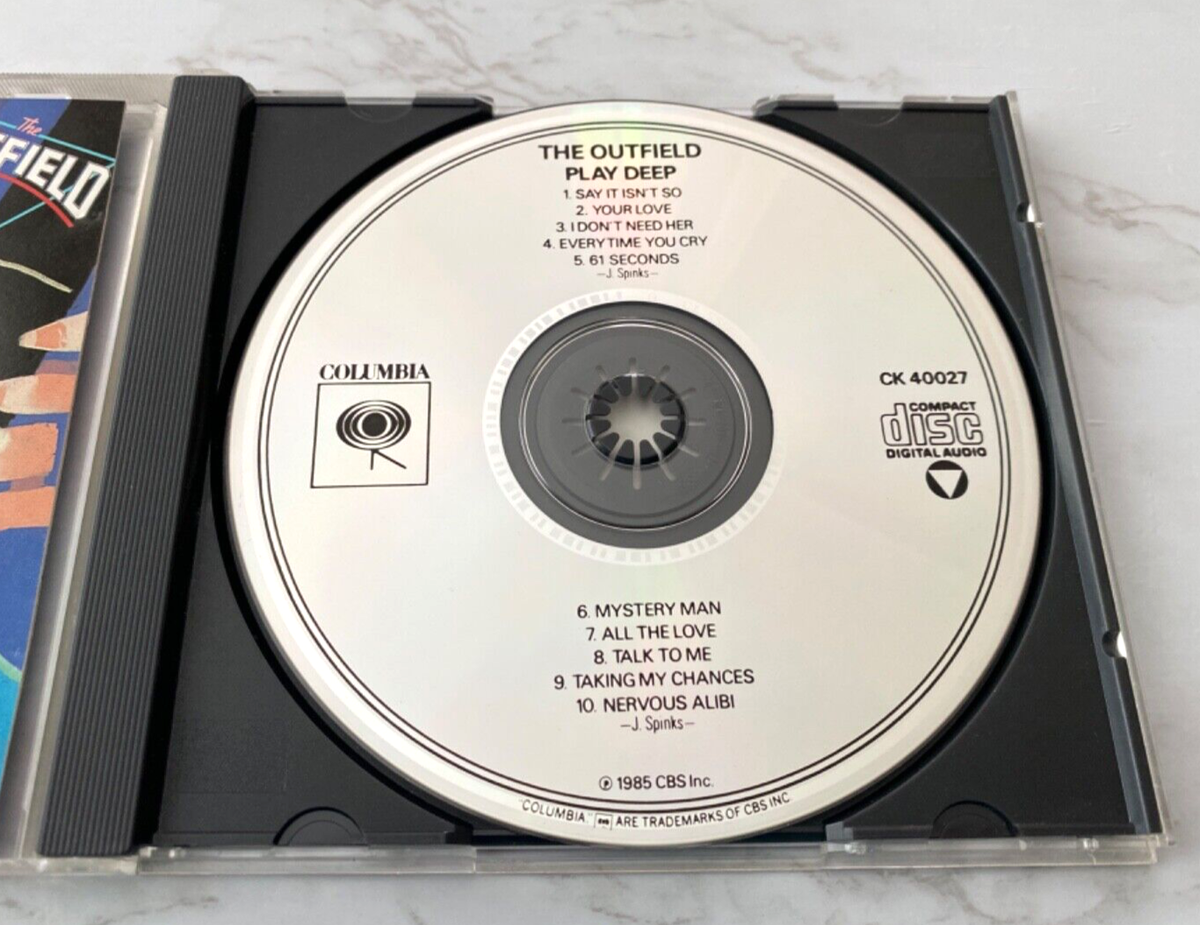 The
FIELD
THE OUTFIELD
PLAY DEEP
1. SAY IT ISN'T SO
2. YOUR LOVE
3. I DON'T NEED HER
4. EVERYTIME YOU CRY
5. 61 SECONDS
—J. Spinks—
COLUMBIA
CK 40027
COMPACT
disc
DIGITAL AUDIO
6. MYSTERY MAN
7. ALL THE LOVE
8. TALK TO ME
9. TAKING MY CHANCES
10. NERVOUS ALIBI
—J. Spinks—
℗ 1985 CBS Inc.
"COLUMBIA," ARE TRADEMARKS OF CBS INC